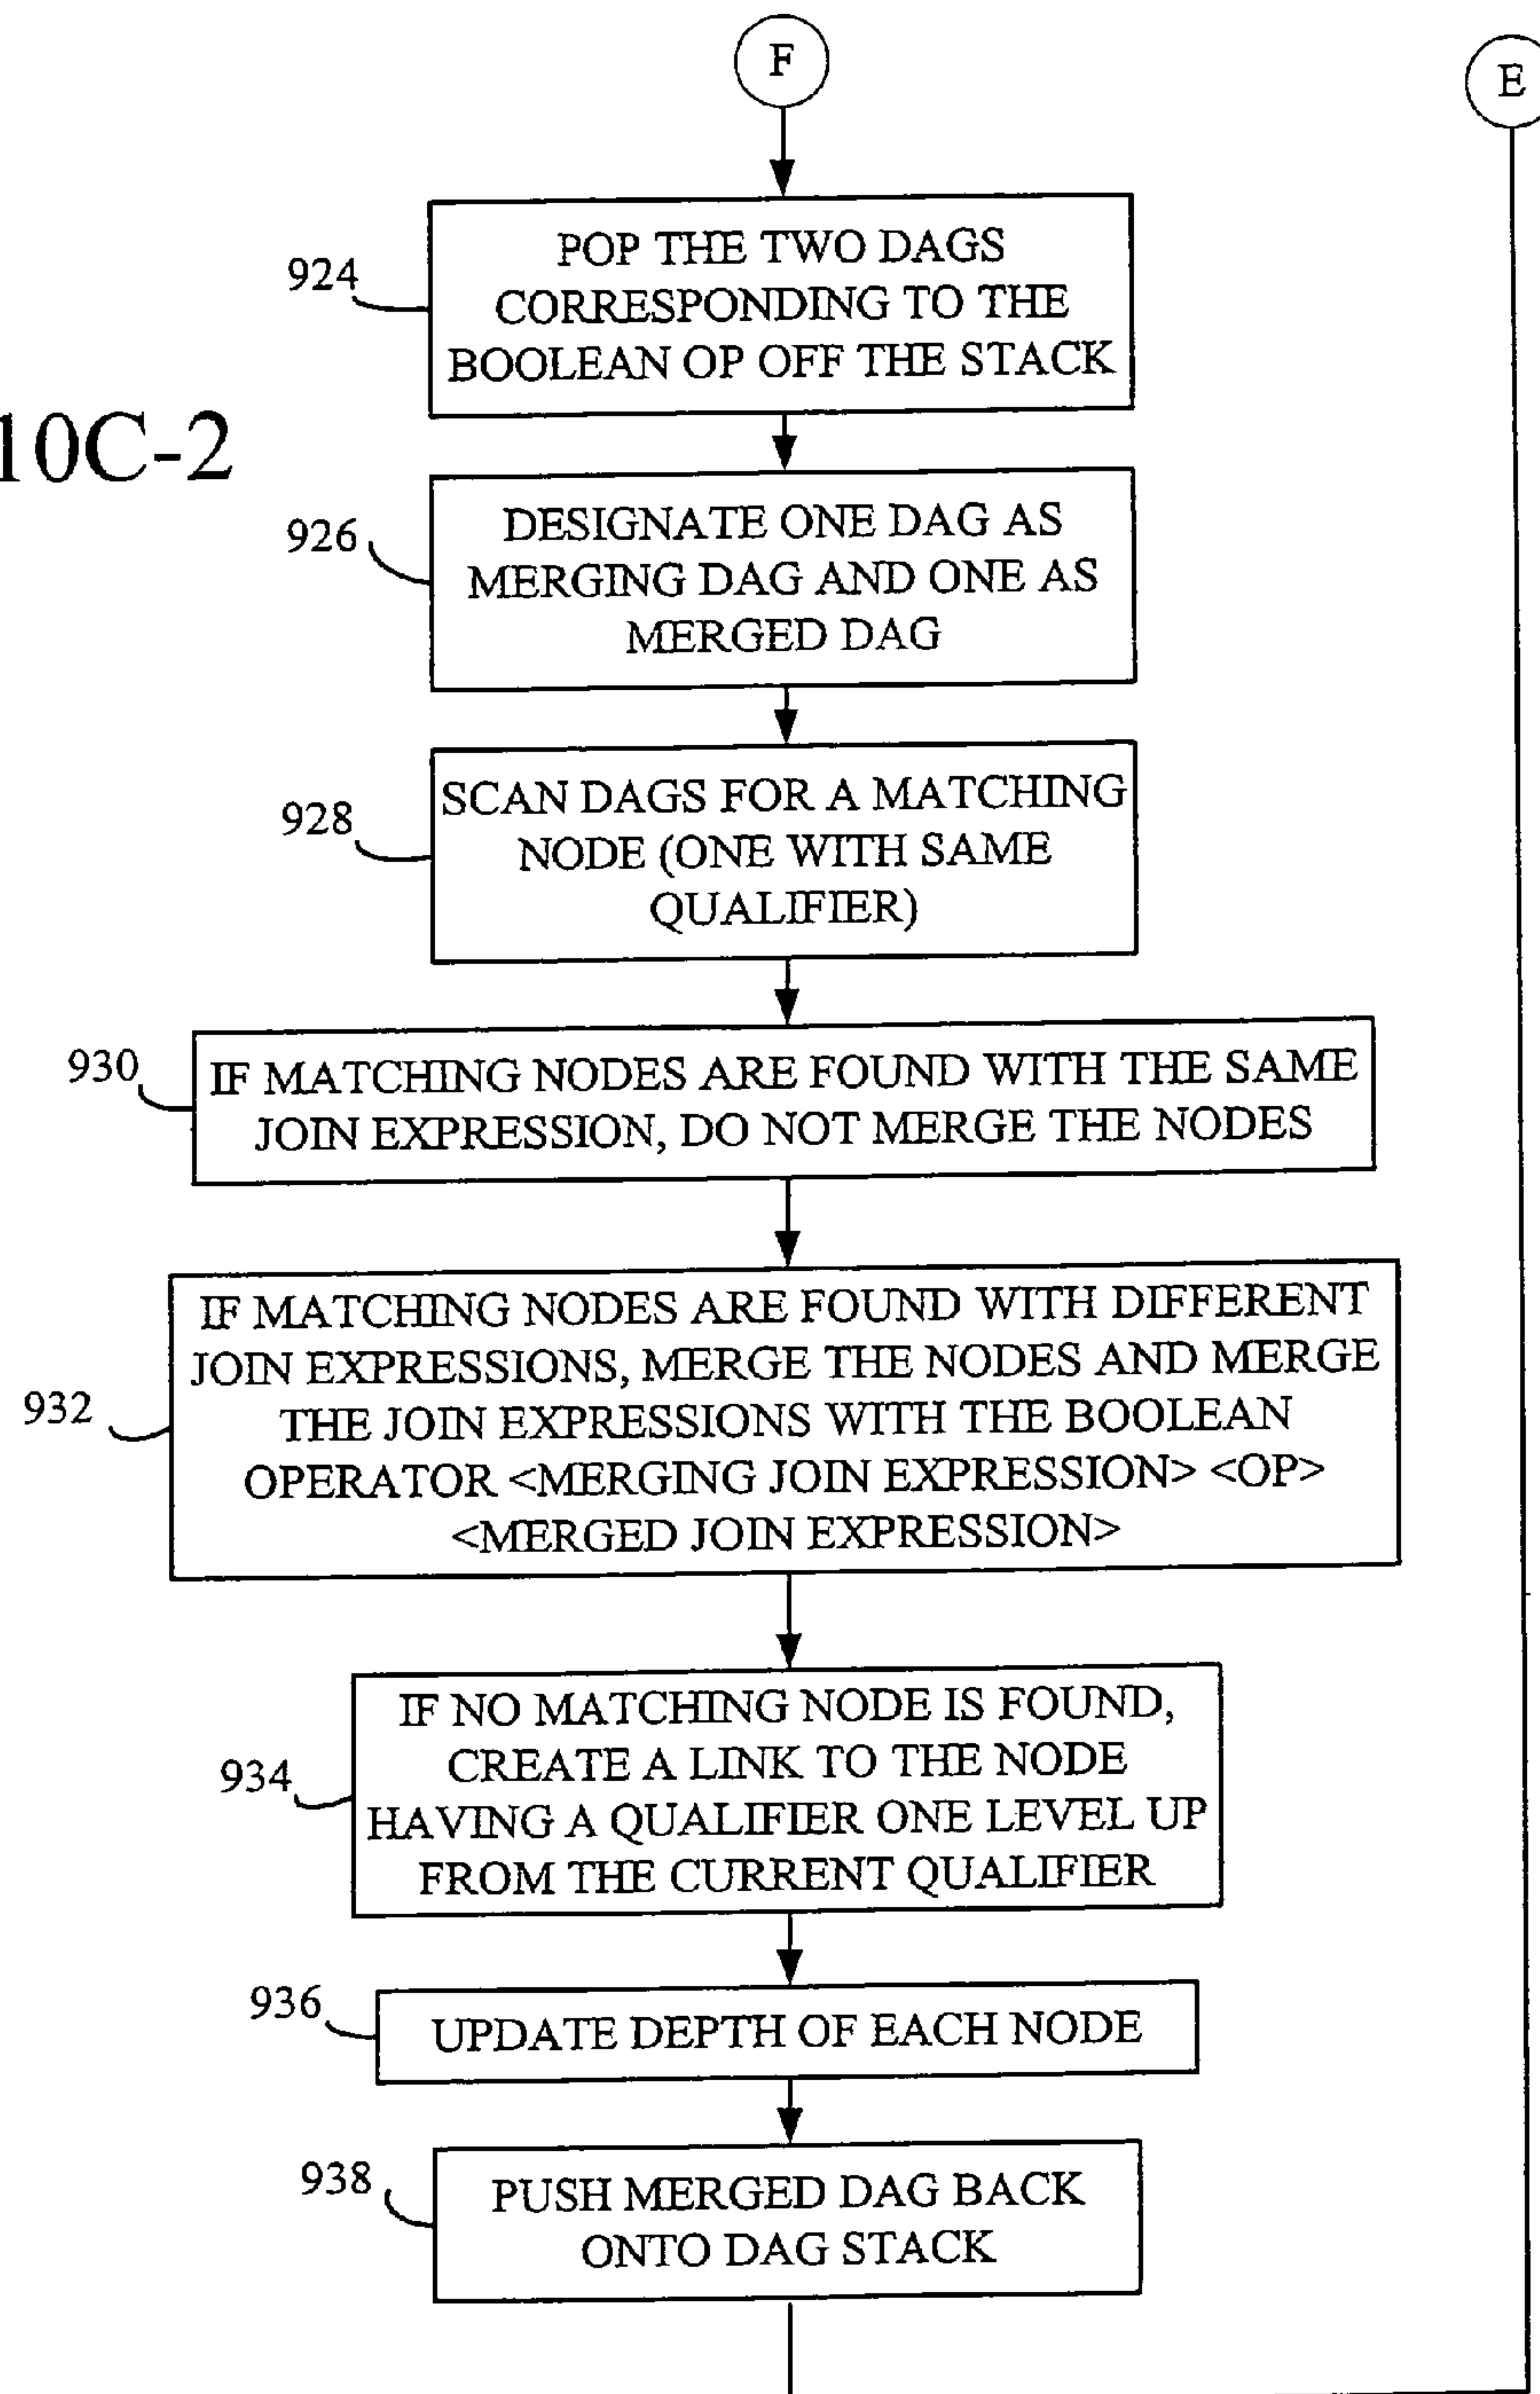 F
E
924
POP THE TWO DAGS
CORRESPONDING TO THE
BOOLEAN OP OFF THE STACK
10C-2
926
DESIGNATE ONE DAG AS
MERGING DAG AND ONE AS
MERGED DAG
928
SCAN DAGS FOR A MATCHING
NODE (ONE WITH SAME
QUALIFIER)
930
IF MATCHING NODES ARE FOUND WITH THE SAME
JOIN EXPRESSION, DO NOT MERGE THE NODES
932
IF MATCHING NODES ARE FOUND WITH DIFFERENT
JOIN EXPRESSIONS, MERGE THE NODES AND MERGE
THE JOIN EXPRESSIONS WITH THE BOOLEAN
OPERATOR <MERGING JOIN EXPRESSION> <OP>
<MERGED JOIN EXPRESSION>
934
IF NO MATCHING NODE IS FOUND,
CREATE A LINK TO THE NODE
HAVING A QUALIFIER ONE LEVEL UP
FROM THE CURRENT QUALIFIER
936
UPDATE DEPTH OF EACH NODE
938
PUSH MERGED DAG BACK
ONTO DAG STACK